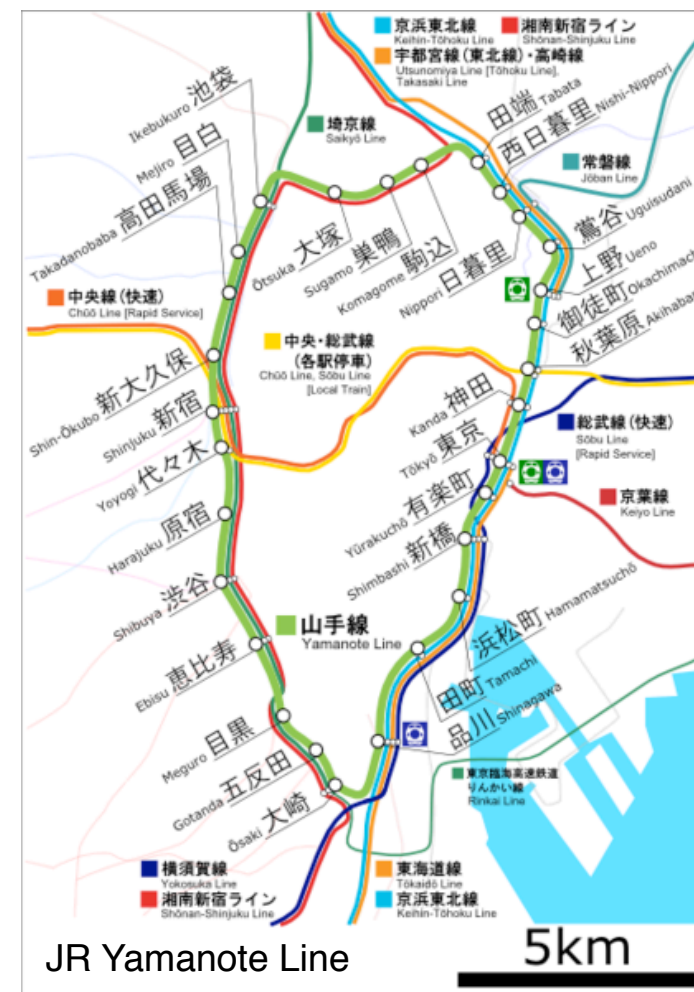 京浜東北線
Keihin-Tōhoku Line
湘南新宿ライン
Shōnan-Shinjuku Line
宇都宮線(東北線)・高崎線
Utsunomiya Line [Tōhoku Line],
Takasaki Line
埼京線
Saikyō Line
常磐線
Jōban Line
池袋 Ikebukuro
目白 Mejiro
高田馬場 Takadanobaba
大塚 Ōtsuka
巣鴨 Sugamo
駒込 Komagome
田端 Tabata
西日暮里 Nishi-Nippori
日暮里 Nippori
鶯谷 Uguisudani
上野 Ueno
御徒町 Okachimach
秋葉原 Akihabar
中央線(快速)
Chūō Line [Rapid Service]
中央・総武線
(各駅停車)
Chūō Line, Sōbu Line
[Local Train]
新大久保 Shin-Ōkubo
新宿 Shinjuku
代々木 Yoyogi
原宿 Harajuku
渋谷 Shibuya
恵比寿 Ebisu
目黒 Meguro
五反田 Gotanda
大崎 Ōsaki
神田 Kanda
東京 Tōkyō
有楽町 Yūrakuchō
新橋 Shimbashi
浜松町 Hamamatsuchō
田町 Tamachi
品川 Shinagawa
総武線(快速)
Sōbu Line
[Rapid Service]
京葉線
Keiyo Line
山手線
Yamanote Line
東京臨海高速鉄道
りんかい線
Rinkai Line
横須賀線
Yokosuka Line
湘南新宿ライン
Shōnan-Shinjuku Line
東海道線
Tōkaidō Line
京浜東北線
Keihin-Tōhoku Line
JR Yamanote Line
5km